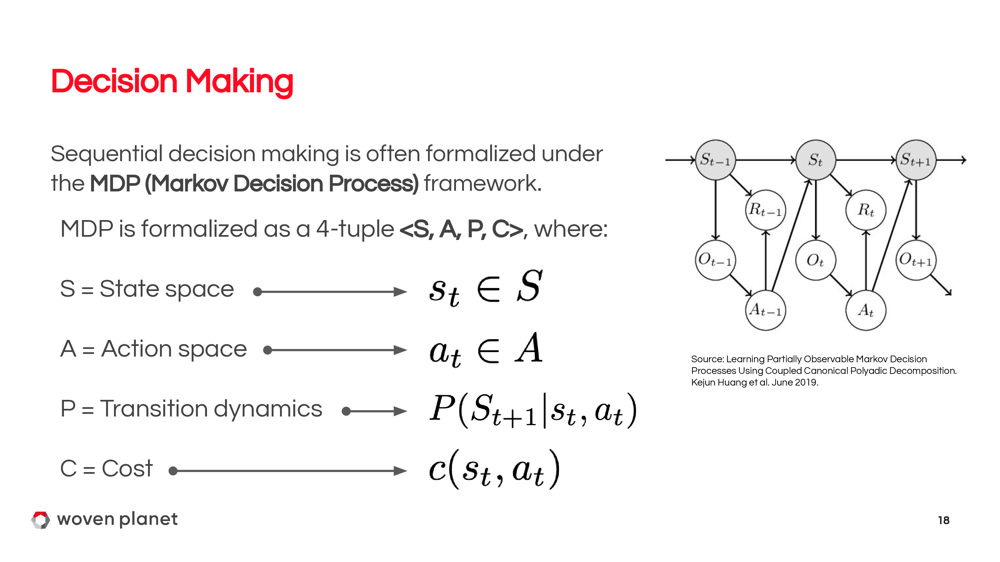 Decision Making
Sequential decision making is often formalized under
the MDP (Markov Decision Process) framework.
MDP is formalized as a 4-tuple <S, A, P, C>, where:
S = State space
s_t ∈ S
A = Action space
a_t ∈ A
P = Transition dynamics
P(S_{t+1}|s_t, a_t)
C = Cost
c(s_t, a_t)
S_{t−1} S_t S_{t+1}
R_{t−1} R_t
O_{t−1} O_t O_{t+1}
A_{t−1} A_t
Source: Learning Partially Observable Markov Decision
Processes Using Coupled Canonical Polyadic Decomposition.
Kejun Huang et al. June 2019.
woven planet
18